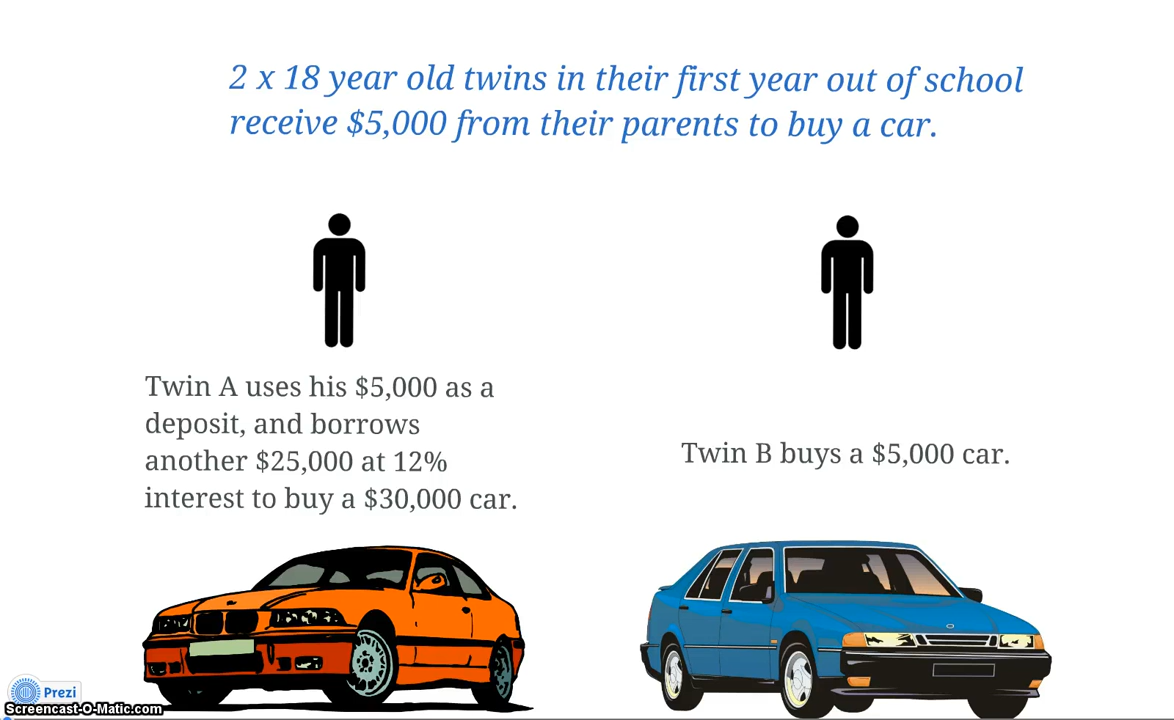 2 x 18 year old twins in their first year out of school
receive $5,000 from their parents to buy a car.
Twin A uses his $5,000 as a
deposit, and borrows
another $25,000 at 12%
interest to buy a $30,000 car.
Twin B buys a $5,000 car.
Prezi
Screencast-O-Matic.com